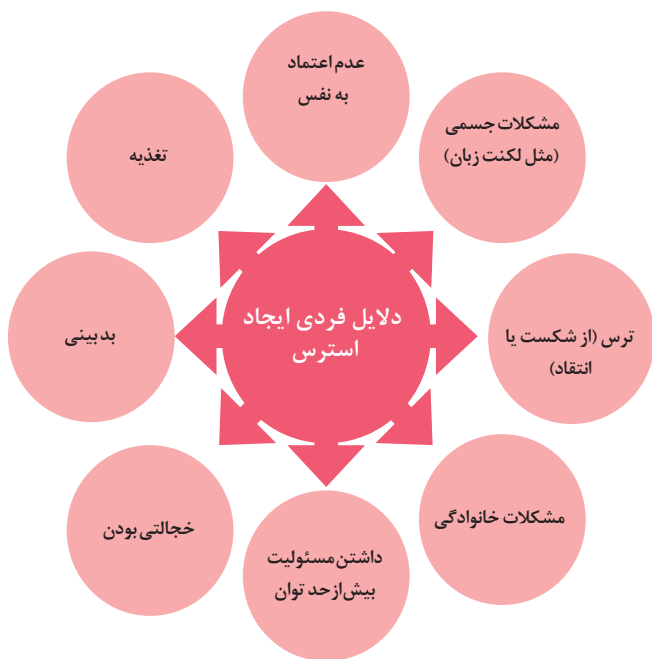 عدم اعتماد
به نفس
مشکلات جسمی
(مثل لکنت زبان)
ترس (از شکست یا
انتقاد)
مشکلات خانوادگی
داشتن مسئولیت
بیش از حد توان
خجالتی بودن
بدبینی
تغذیه
دلایل فردی ایجاد
استرس